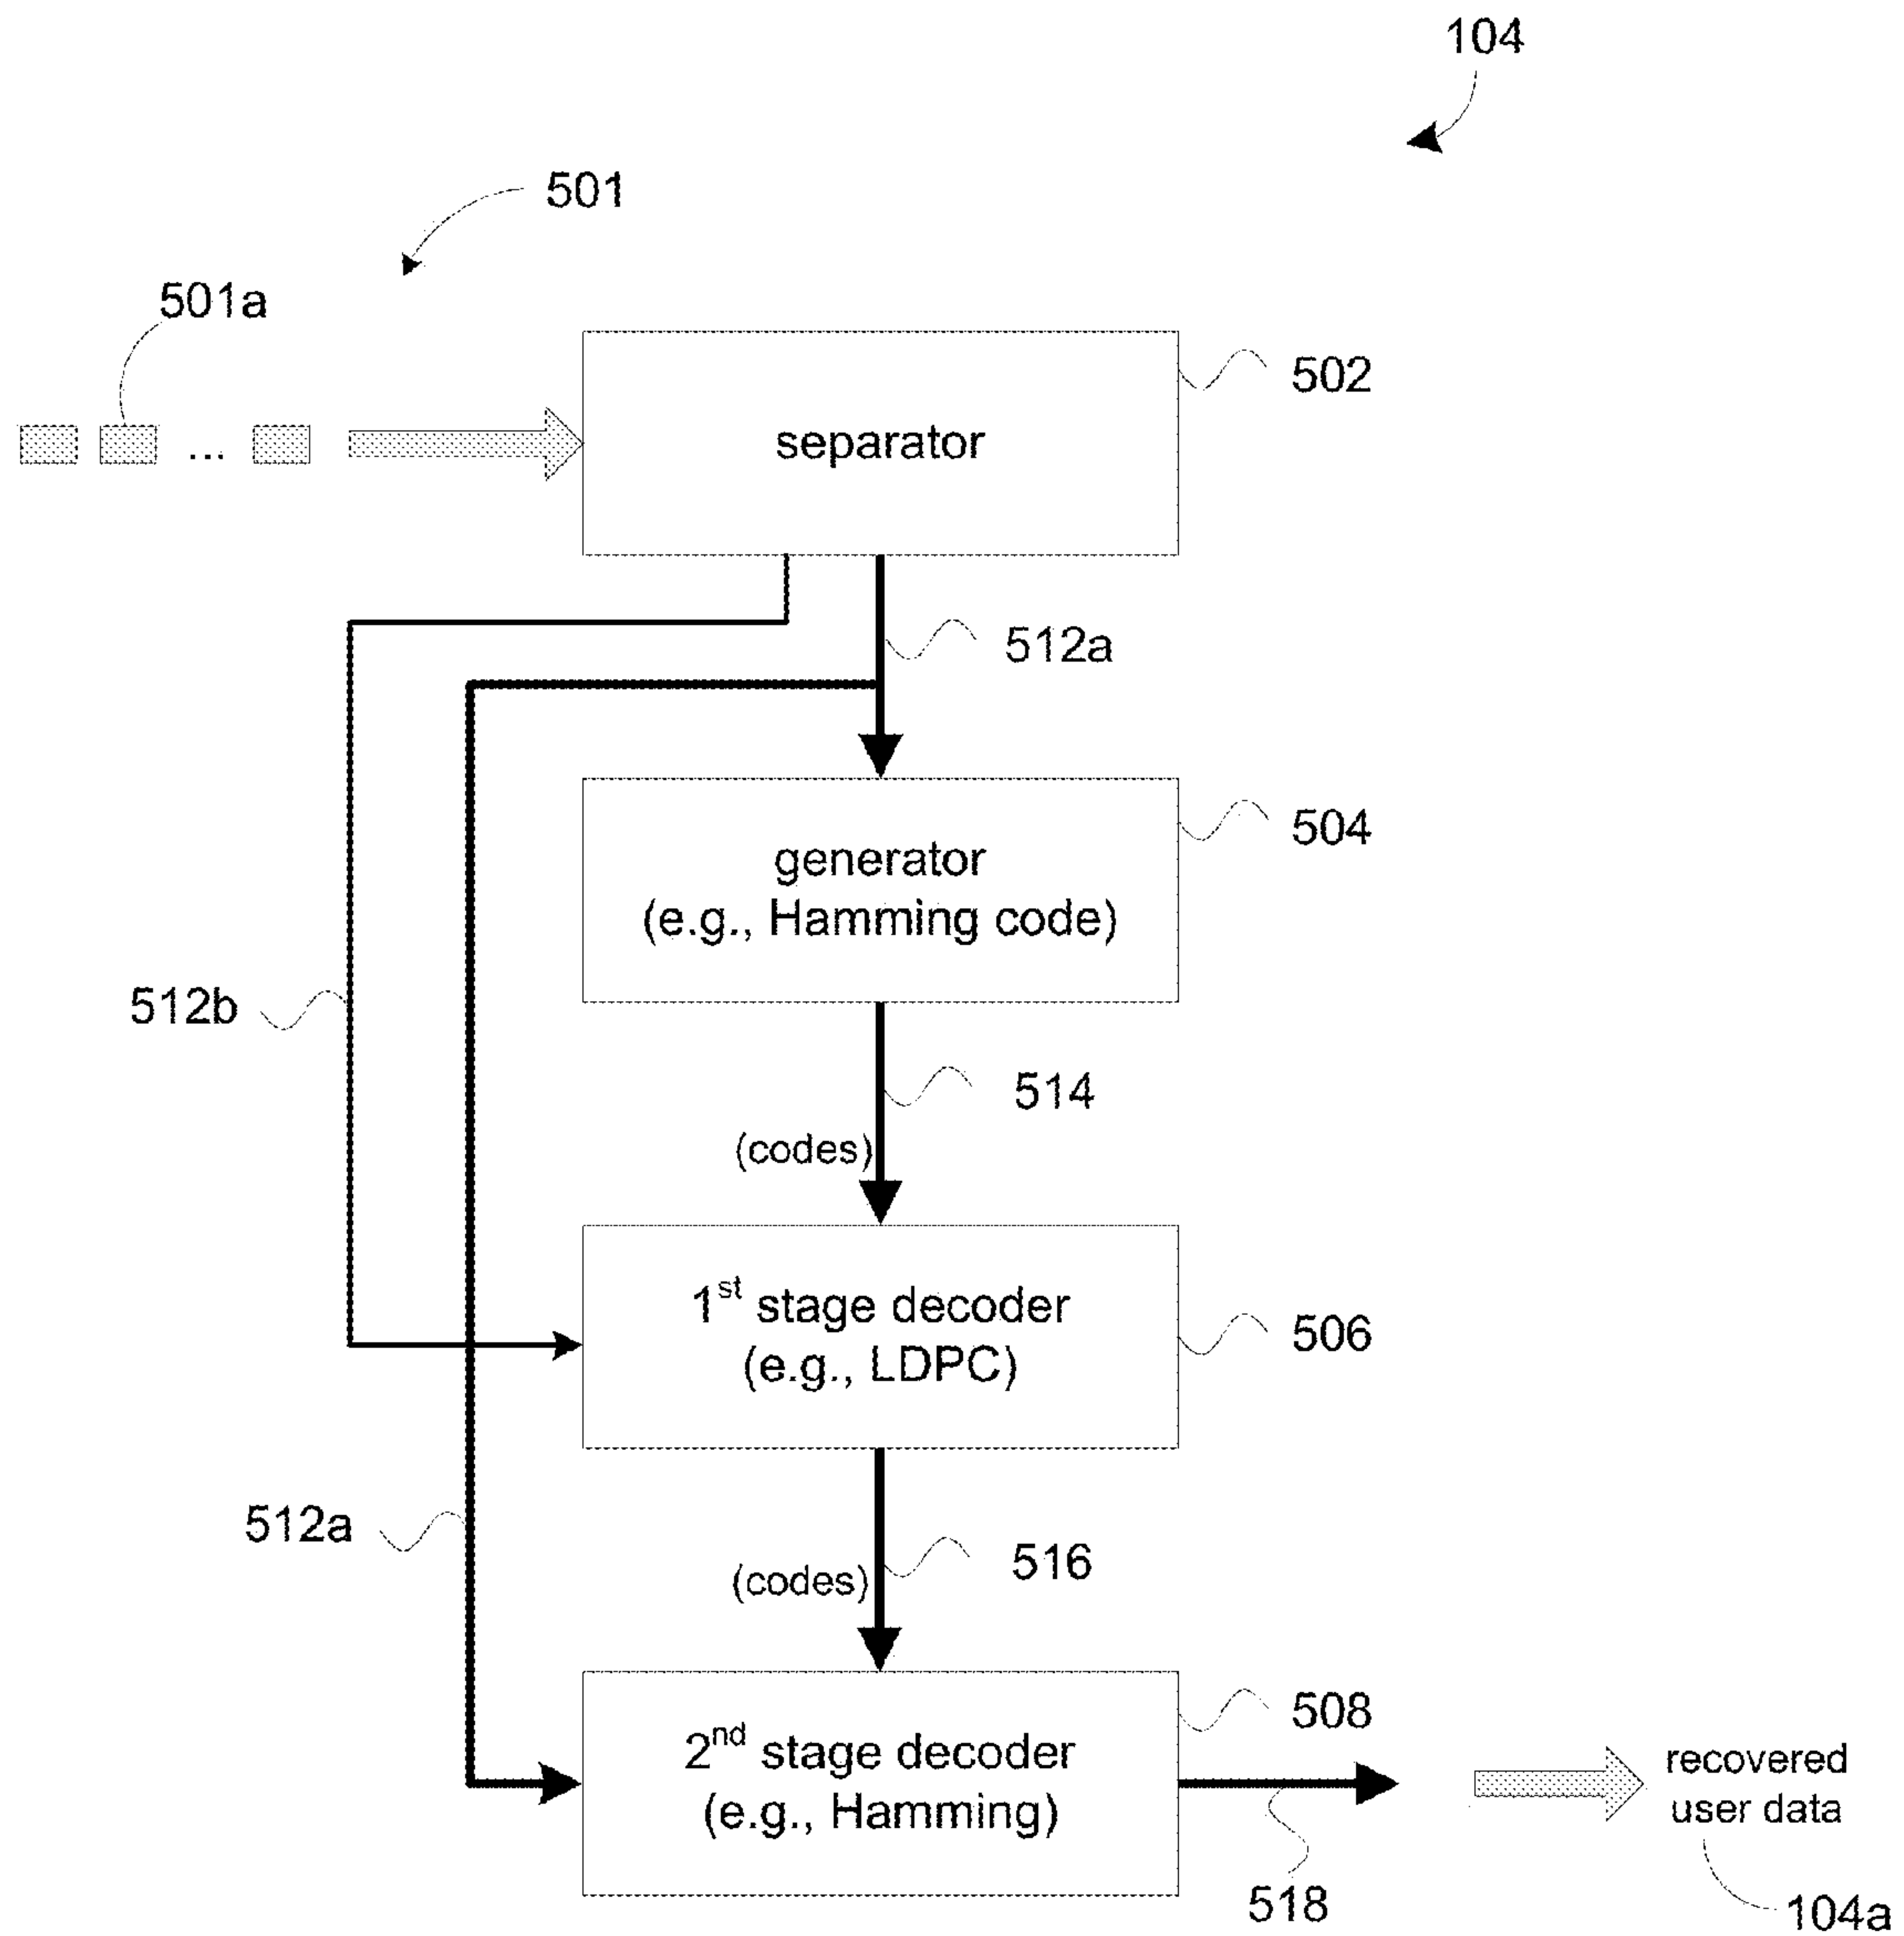 104
501
501a
502
separator
...
512a
504
generator
(e.g., Hamming code)
512b
514
(codes)
1st stage decoder
(e.g., LDPC)
506
512a
516
(codes)
508
2nd stage decoder
(e.g., Hamming)
recovered
user data
518
104a